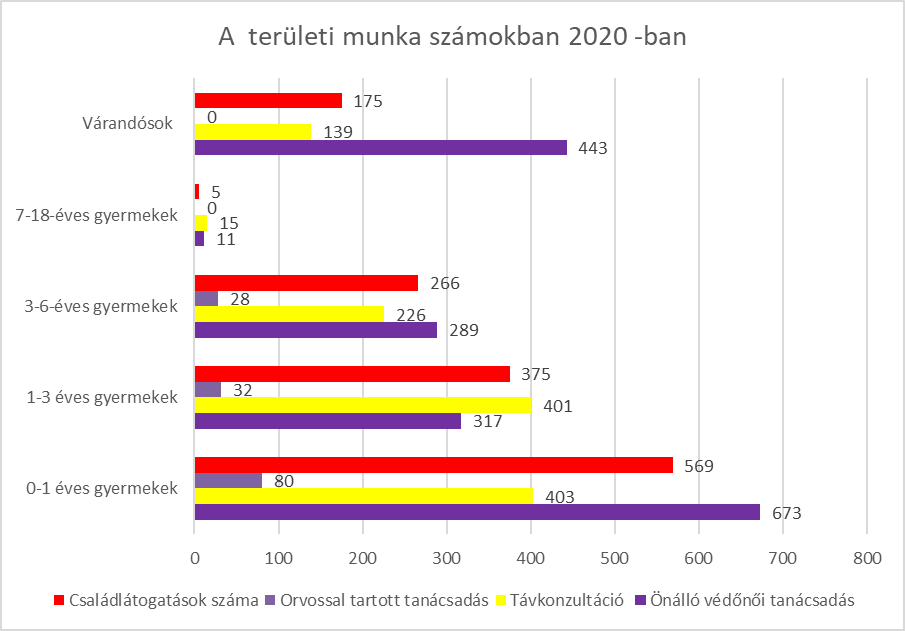 A területi munka számokban 2020 -ban
Várandósok
175
0
139
443
7-18-éves gyermekek
5
0
15
11
3-6-éves gyermekek
266
28
226
289
1-3 éves gyermekek
375
32
401
317
0-1 éves gyermekek
569
80
403
673
0 100 200 300 400 500 600 700 800
Családlátogatások száma Orvossal tartott tanácsadás Távkonzultáció Önálló védőnői tanácsadás